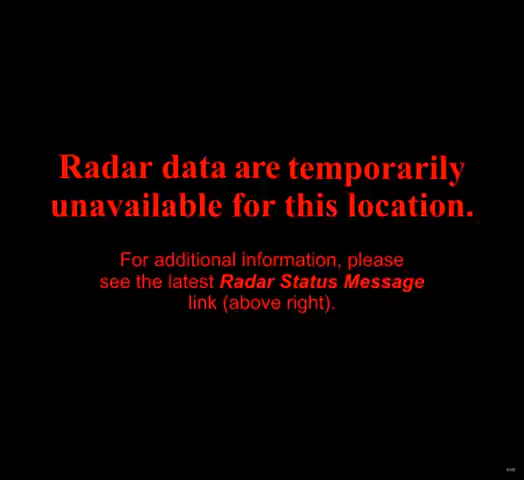 Radar data are temporarily
unavailable for this location.
For additional information, please
see the latest Radar Status Message
link (above right).